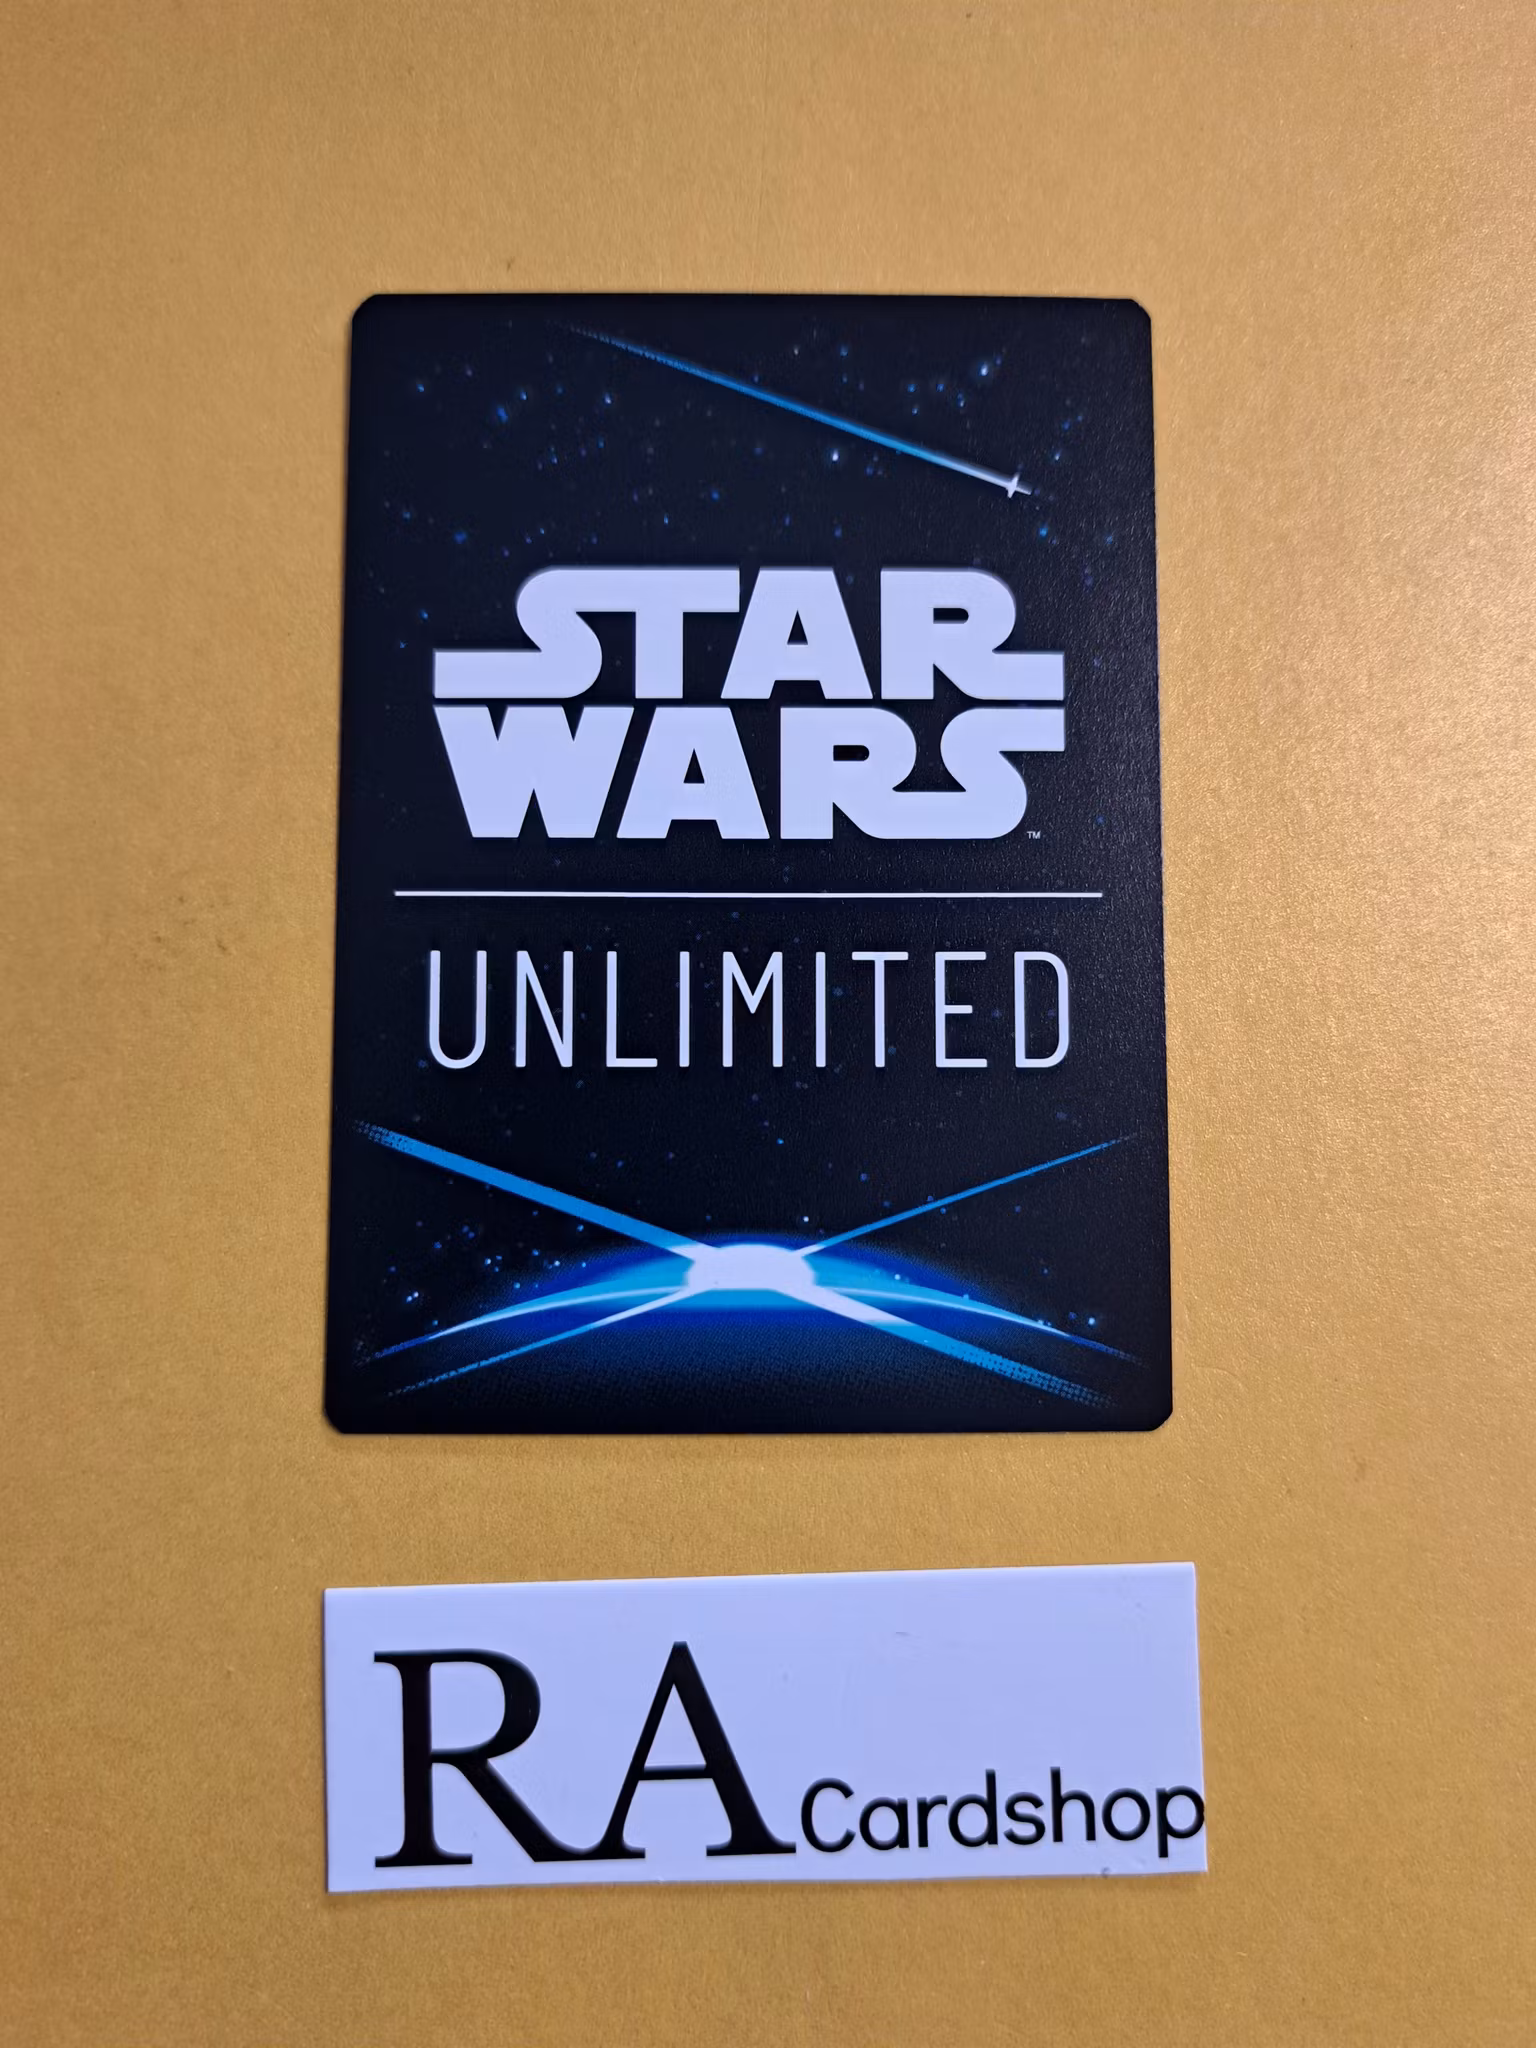 STAR
WARS
™
UNLIMITED
RA Cardshop